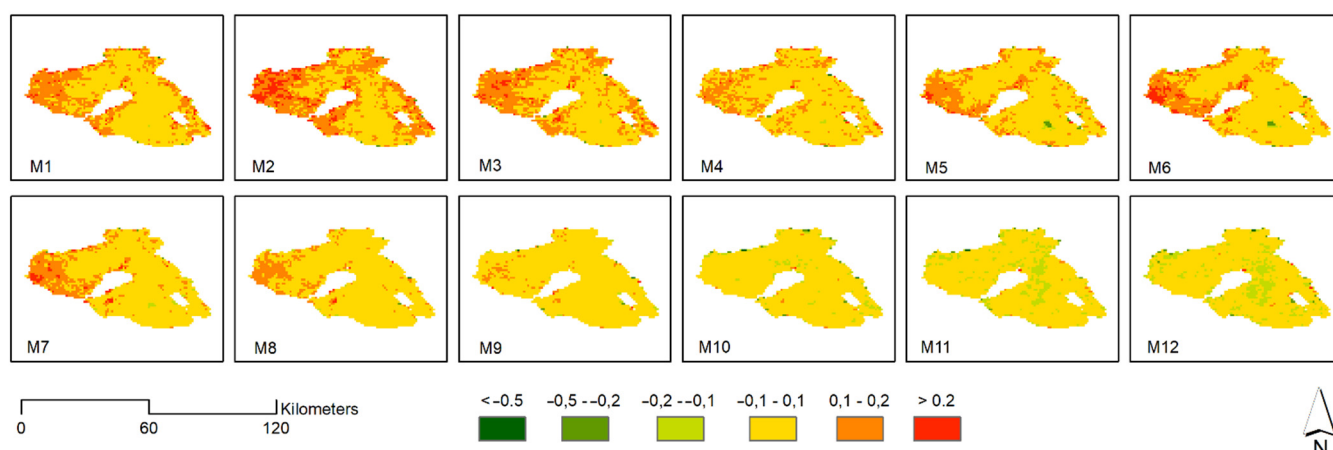 M1 M2 M3 M4 M5 M6
M7 M8 M9 M10 M11 M12
< −0.5 −0,5 -−0,2 −0,2 -−0,1 −0,1 - 0,1 0,1 - 0,2 > 0.2
Kilometers
0 60 120
N